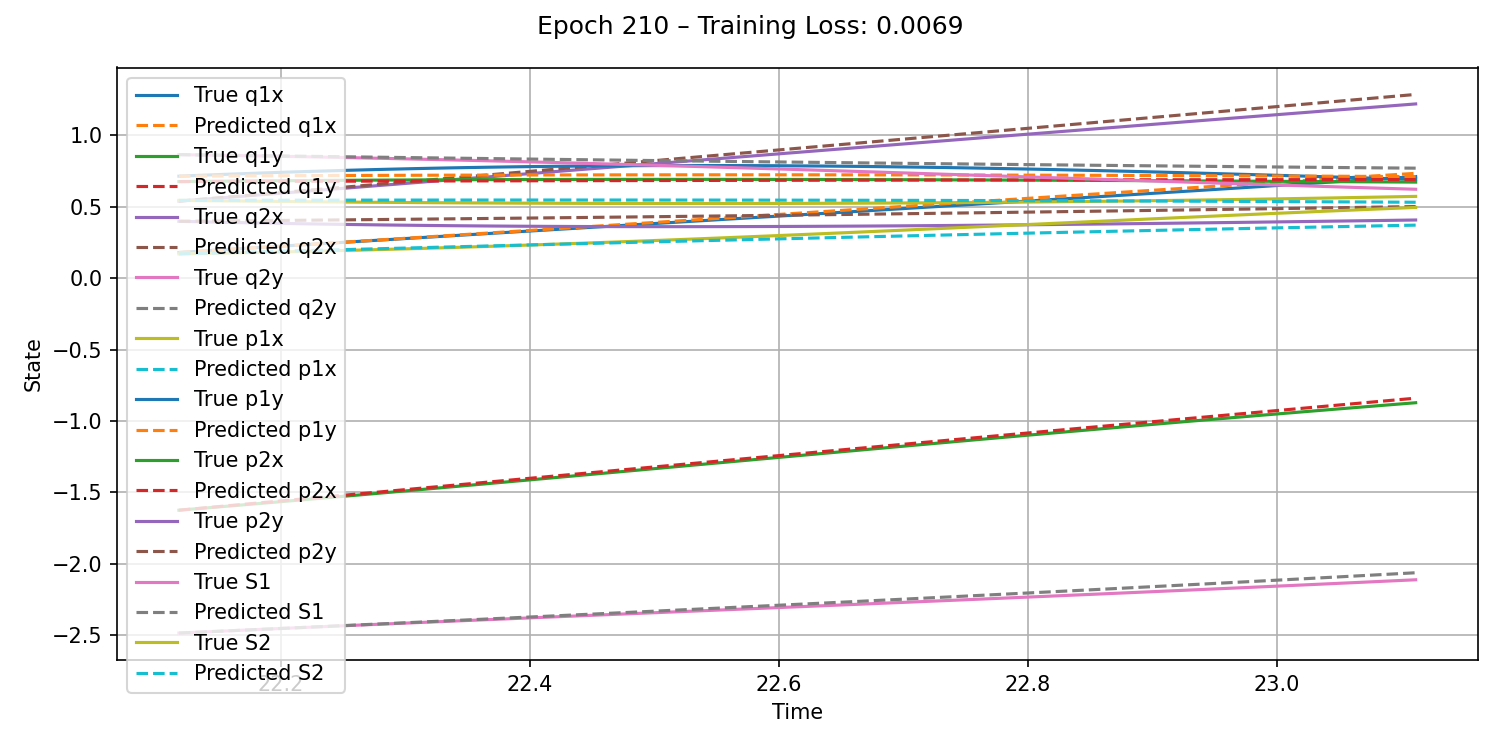 Epoch 210 – Training Loss: 0.0069
True q1x
Predicted q1x
True q1y
Predicted q1y
True q2x
Predicted q2x
True q2y
Predicted q2y
True p1x
Predicted p1x
True p1y
Predicted p1y
True p2x
Predicted p2x
True p2y
Predicted p2y
True S1
Predicted S1
True S2
Predicted S2
1.0
0.5
0.0
−0.5
−1.0
−1.5
−2.0
−2.5
State
22.2 22.4 22.6 22.8 23.0
Time